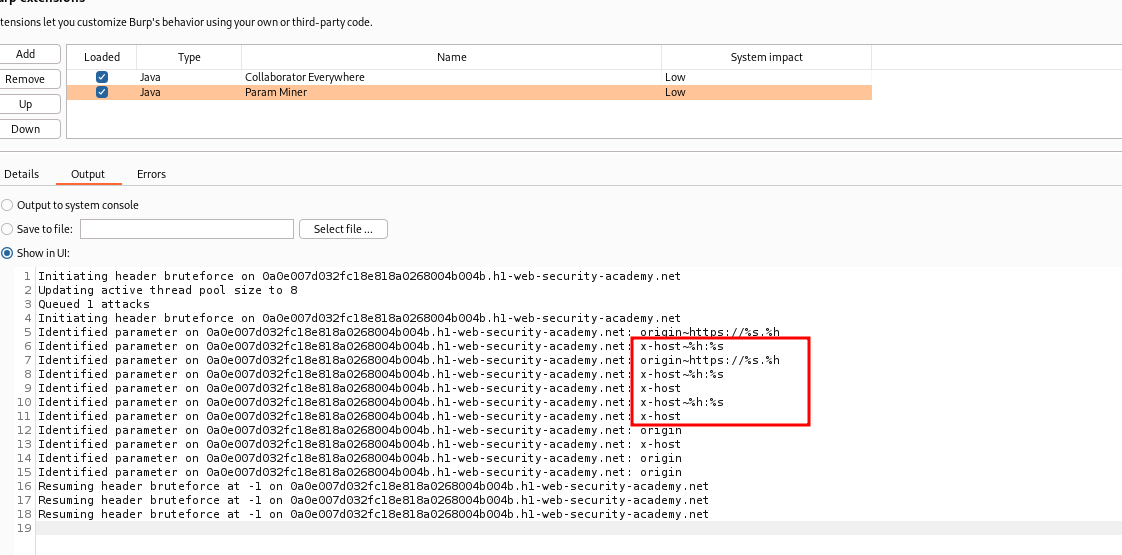 rp extensions
tensions let you customize Burp's behavior using your own or third-party code.
Add
Remove
Up
Down
Loaded Type Name System impact
Java Collaborator Everywhere Low
Java Param Miner Low
Details Output Errors
Output to system console
Save to file: Select file ...
Show in UI:
1 Initiating header bruteforce on 0a0e007d032fc18e818a0268004b004b.h1-web-security-academy.net
2 Updating active thread pool size to 8
3 Queued 1 attacks
4 Initiating header bruteforce on 0a0e007d032fc18e818a0268004b004b.h1-web-security-academy.net
5 Identified parameter on 0a0e007d032fc18e818a0268004b004b.h1-web-security-academy.net: origin~https://%s.%h
6 Identified parameter on 0a0e007d032fc18e818a0268004b004b.h1-web-security-academy.net: x-host~%h:%s
7 Identified parameter on 0a0e007d032fc18e818a0268004b004b.h1-web-security-academy.net: origin~https://%s.%h
8 Identified parameter on 0a0e007d032fc18e818a0268004b004b.h1-web-security-academy.net: x-host~%h:%s
9 Identified parameter on 0a0e007d032fc18e818a0268004b004b.h1-web-security-academy.net: x-host
10 Identified parameter on 0a0e007d032fc18e818a0268004b004b.h1-web-security-academy.net: x-host~%h:%s
11 Identified parameter on 0a0e007d032fc18e818a0268004b004b.h1-web-security-academy.net: x-host
12 Identified parameter on 0a0e007d032fc18e818a0268004b004b.h1-web-security-academy.net: origin
13 Identified parameter on 0a0e007d032fc18e818a0268004b004b.h1-web-security-academy.net: x-host
14 Identified parameter on 0a0e007d032fc18e818a0268004b004b.h1-web-security-academy.net: origin
15 Identified parameter on 0a0e007d032fc18e818a0268004b004b.h1-web-security-academy.net: origin
16 Resuming header bruteforce at -1 on 0a0e007d032fc18e818a0268004b004b.h1-web-security-academy.net
17 Resuming header bruteforce at -1 on 0a0e007d032fc18e818a0268004b004b.h1-web-security-academy.net
18 Resuming header bruteforce at -1 on 0a0e007d032fc18e818a0268004b004b.h1-web-security-academy.net
19